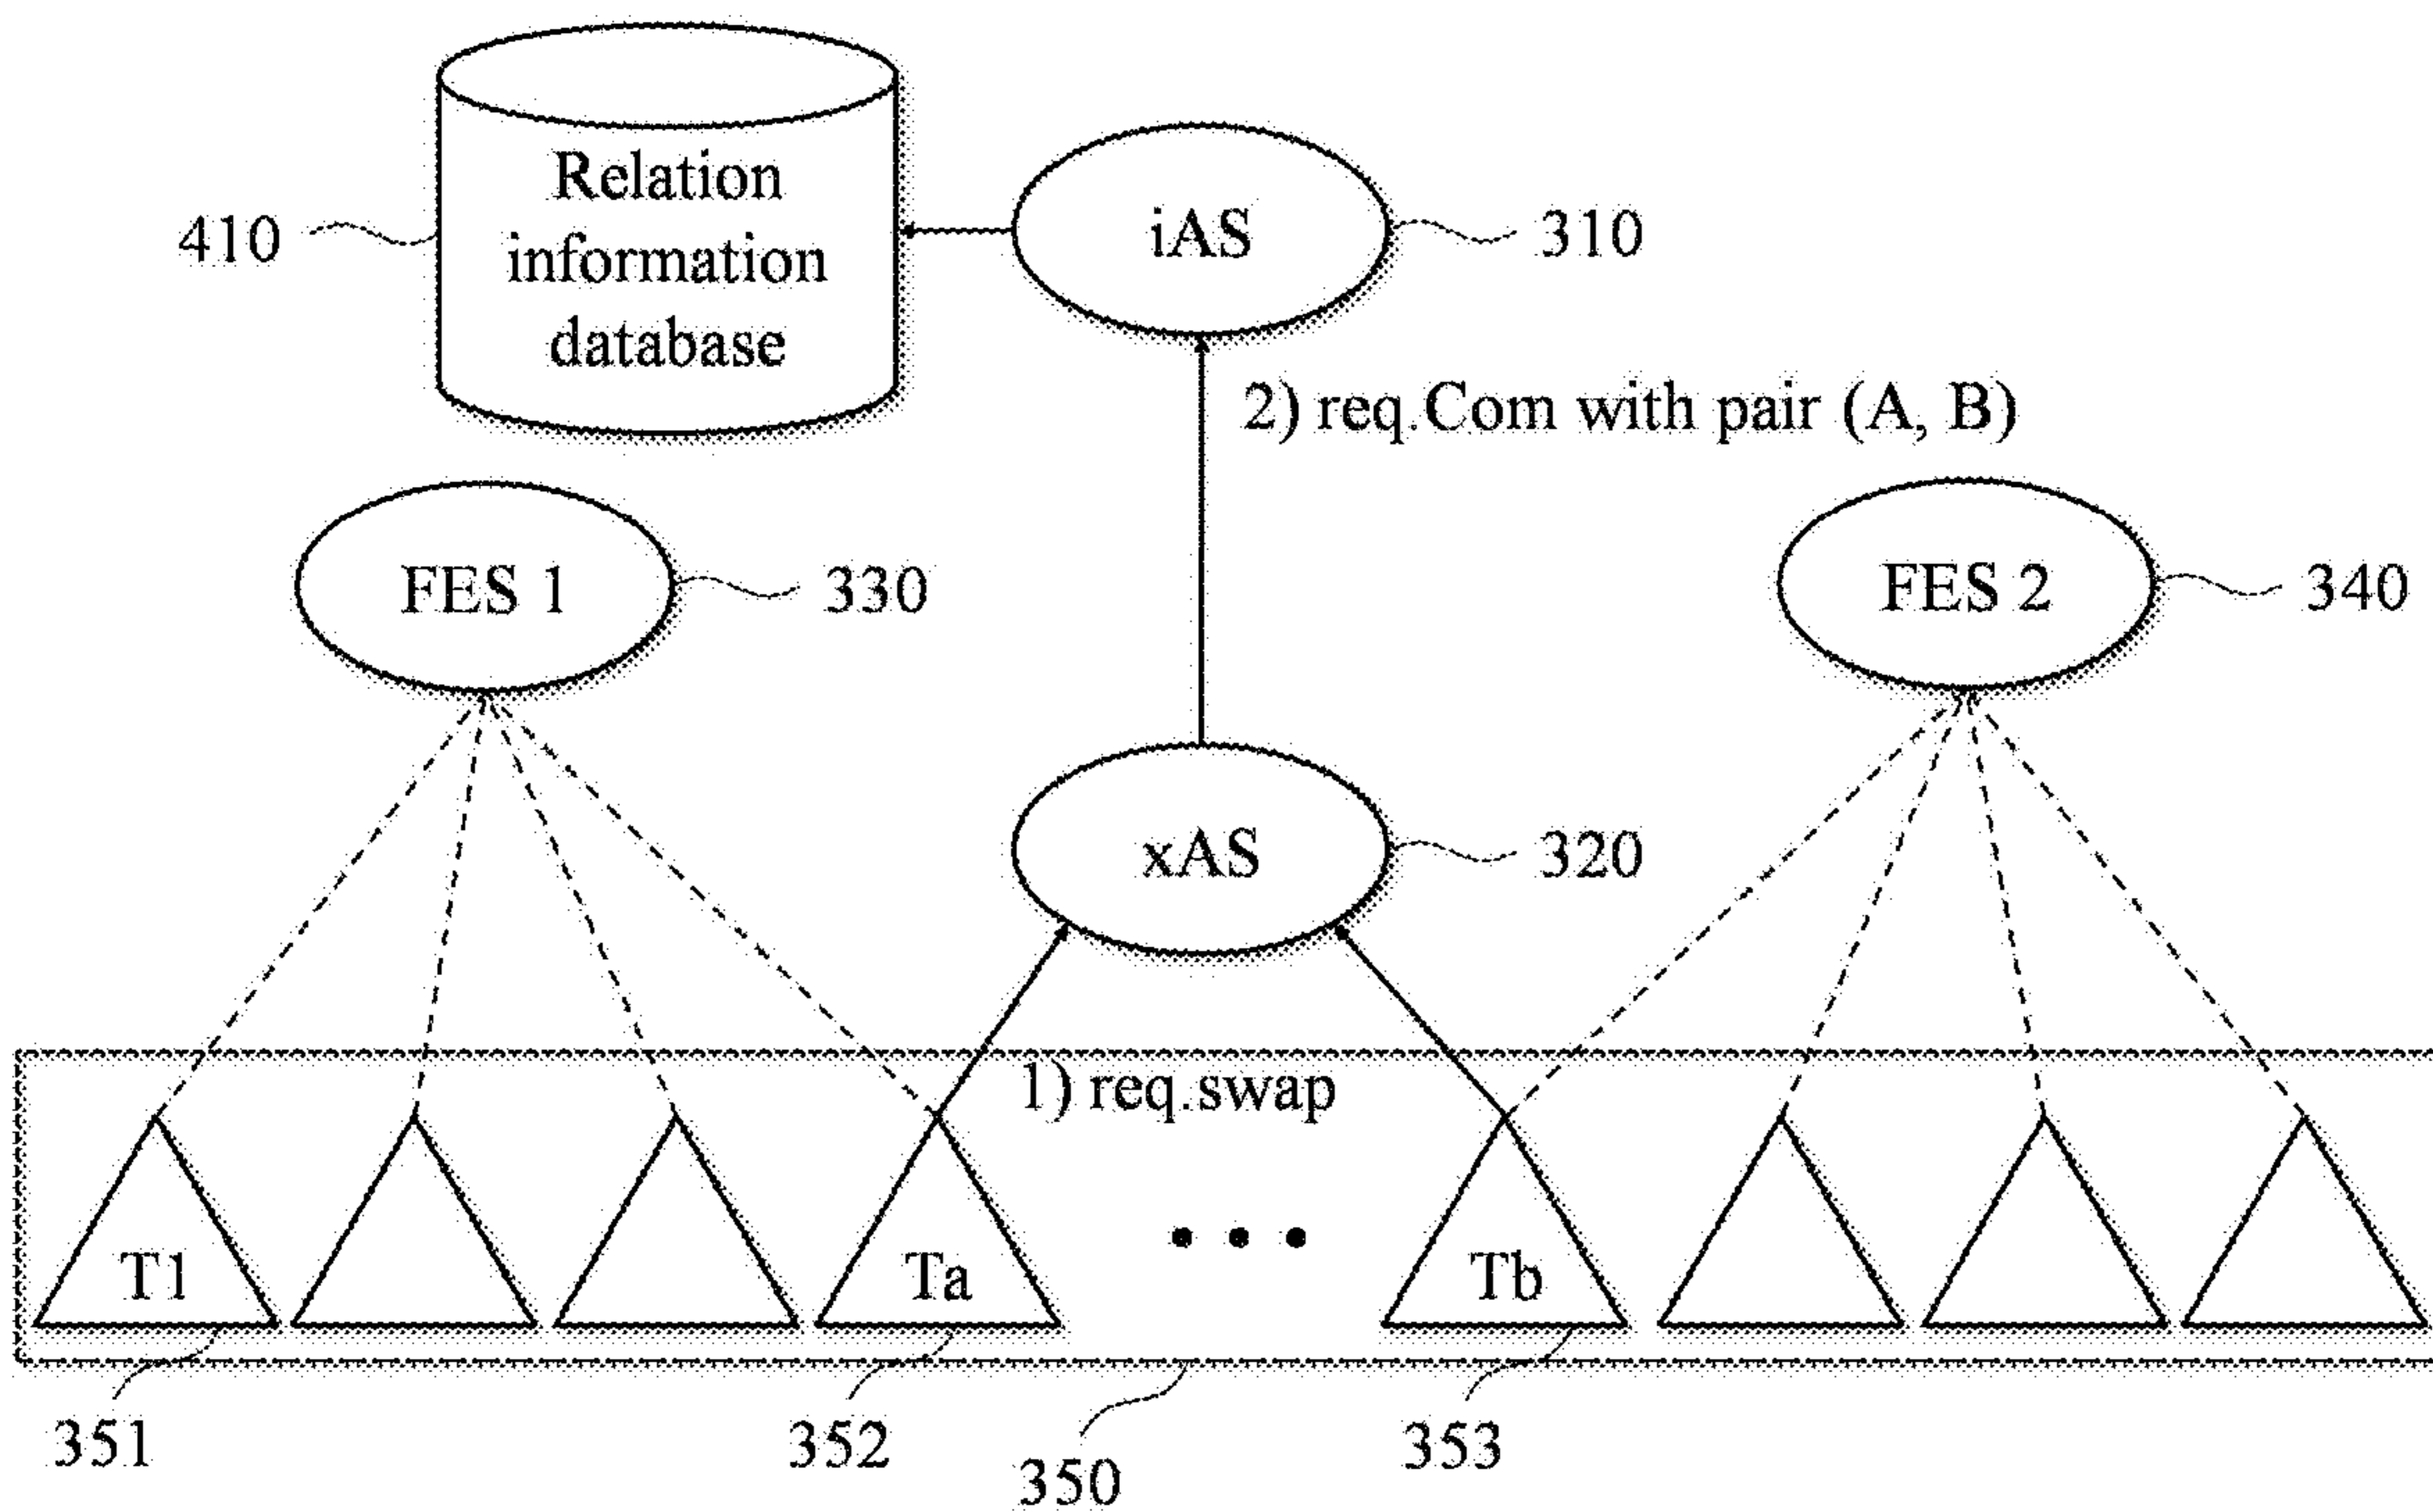 Relation
information
database
410
iAS
310
2) req.Com with pair (A, B)
FES 1
330
FES 2
340
xAS
320
1) req.swap
T1
Ta
Tb
351
352
350
353